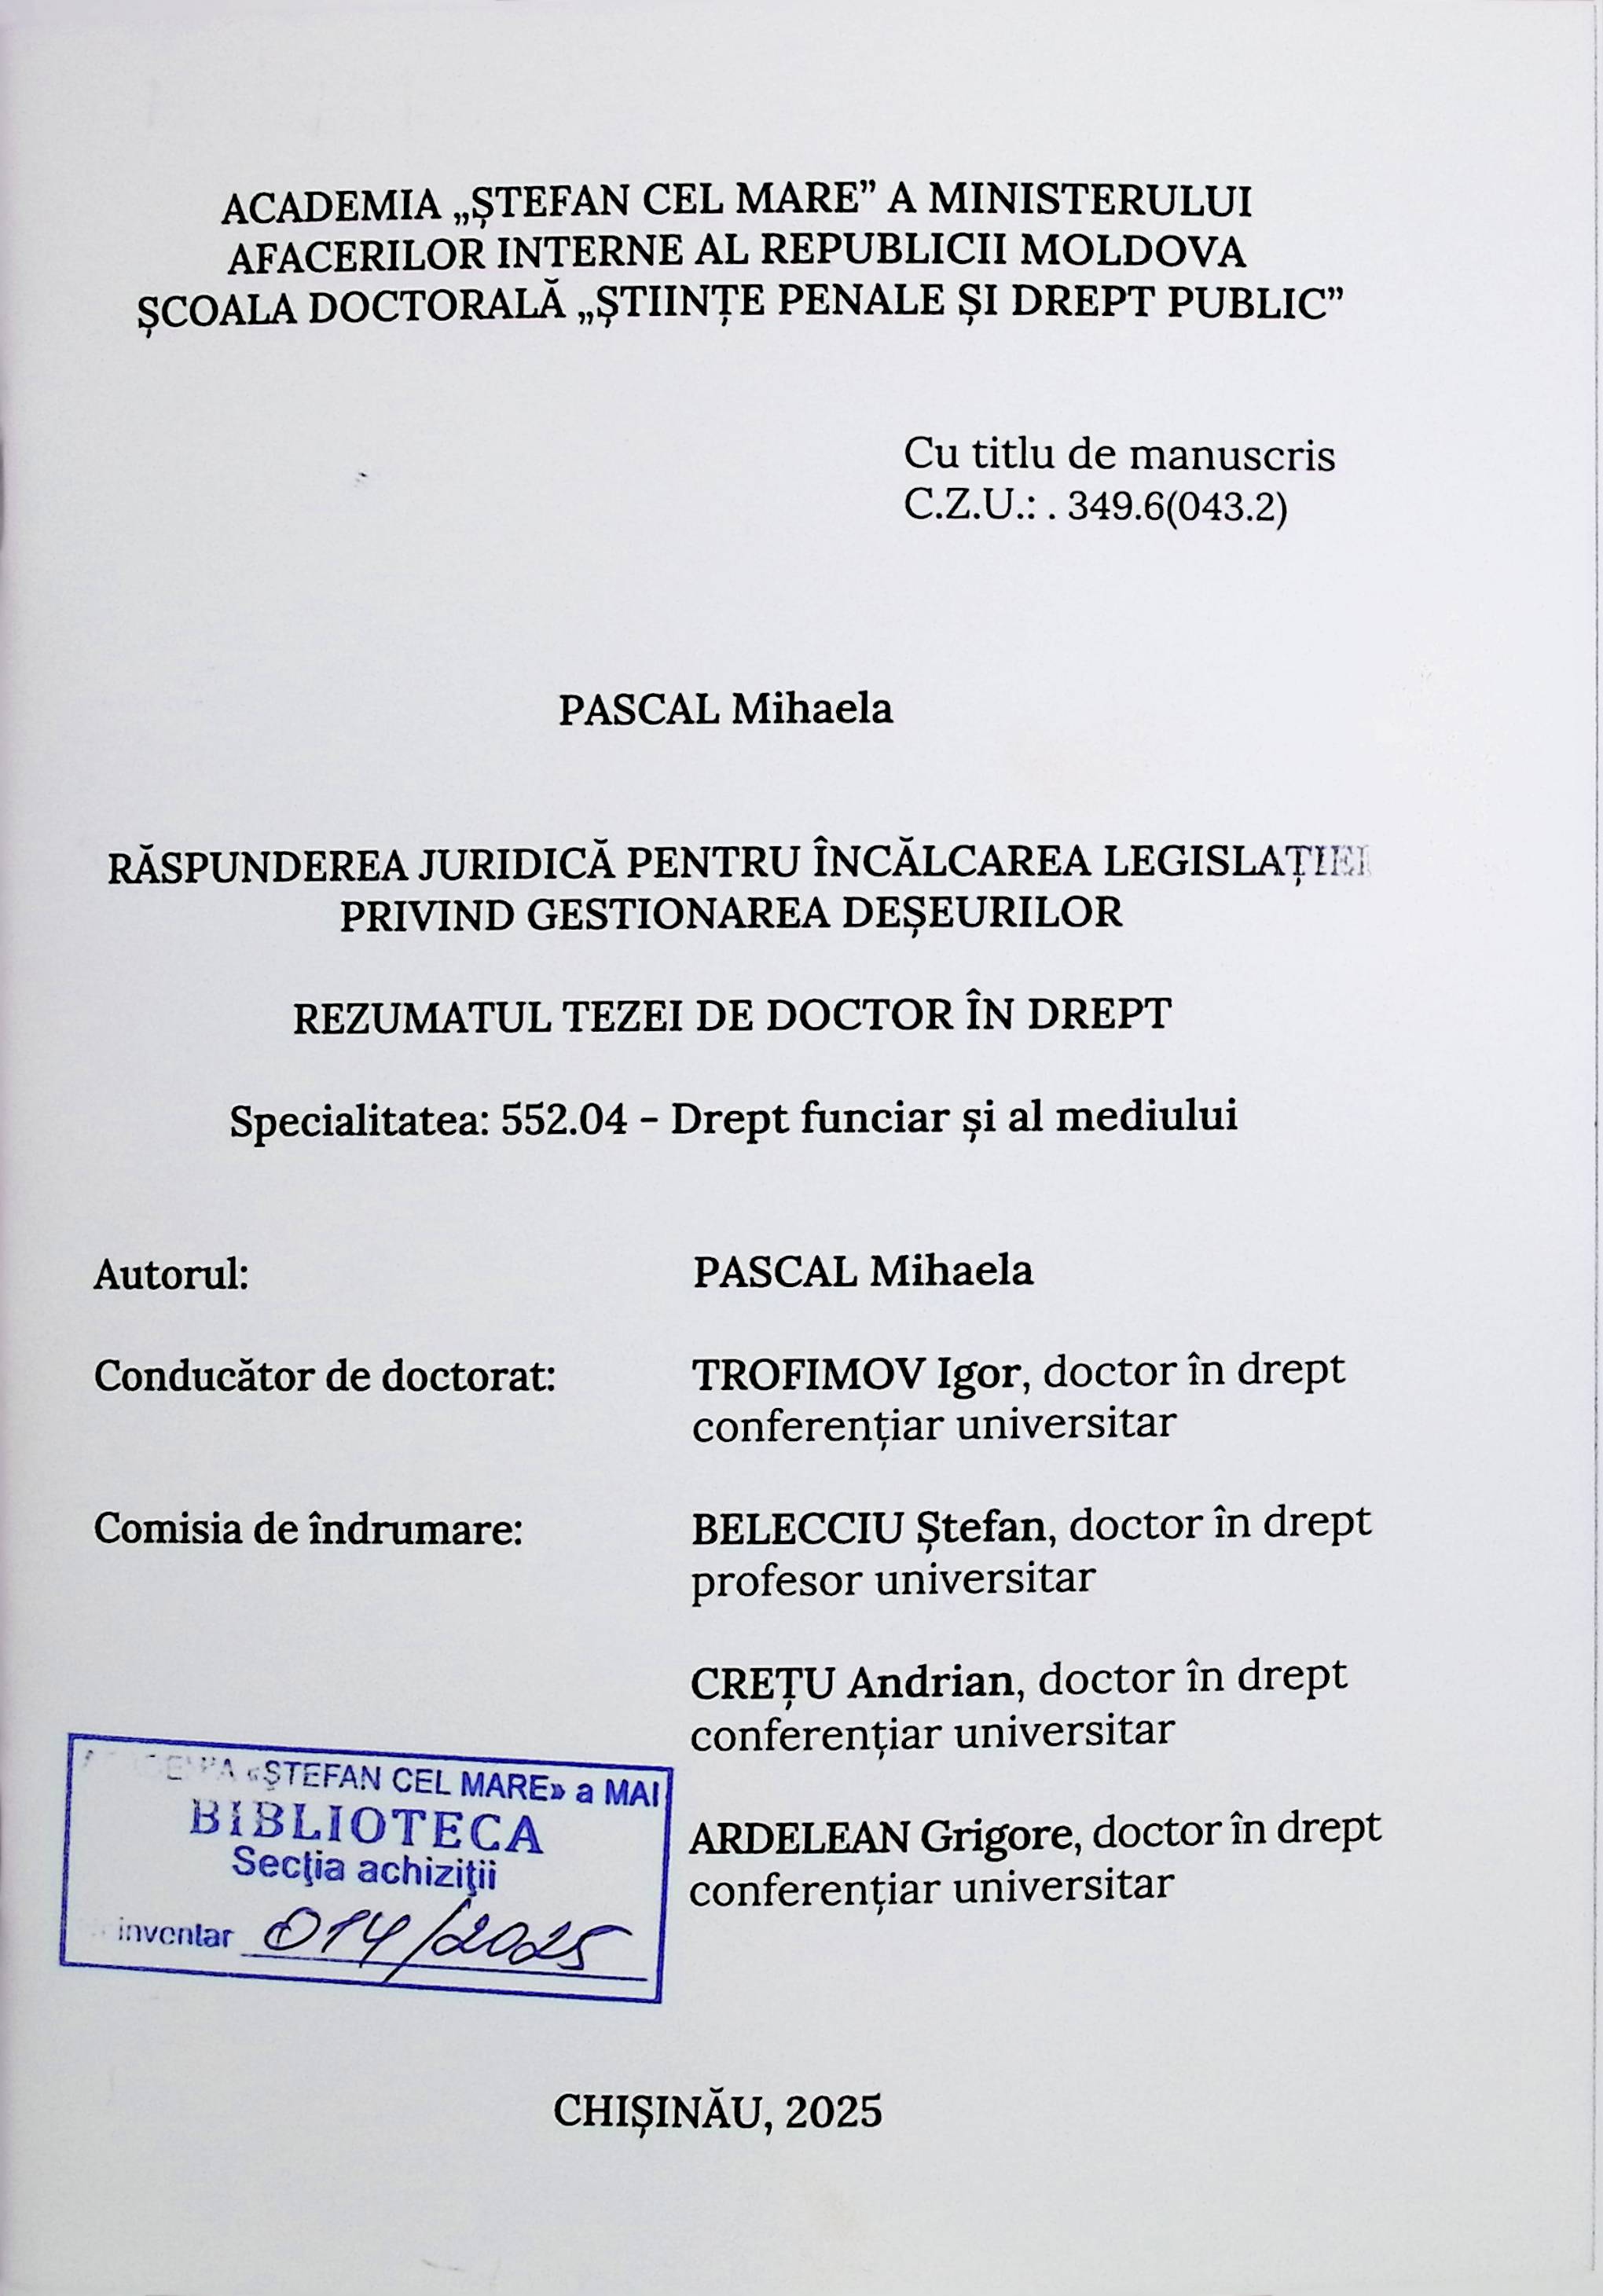 ACADEMIA „ȘTEFAN CEL MARE” A MINISTERULUI
AFACERILOR INTERNE AL REPUBLICII MOLDOVA
ȘCOALA DOCTORALĂ „ȘTIINȚE PENALE ȘI DREPT PUBLIC”
Cu titlu de manuscris
C.Z.U.: . 349.6(043.2)
PASCAL Mihaela
RĂSPUNDEREA JURIDICĂ PENTRU ÎNCĂLCAREA LEGISLAȚIEI
PRIVIND GESTIONAREA DEȘEURILOR
REZUMATUL TEZEI DE DOCTOR ÎN DREPT
Specialitatea: 552.04 – Drept funciar și al mediului
Autorul: PASCAL Mihaela
Conducător de doctorat: TROFIMOV Igor, doctor în drept
conferențiar universitar
Comisia de îndrumare: BELECCIU Ștefan, doctor în drept
profesor universitar
CREȚU Andrian, doctor în drept
conferențiar universitar
ARDELEAN Grigore, doctor în drept
conferențiar universitar
«ȘTEFAN CEL MARE» a MAI
BIBLIOTECA
Secţia achiziţii
inventar 014/2025
CHIȘINĂU, 2025